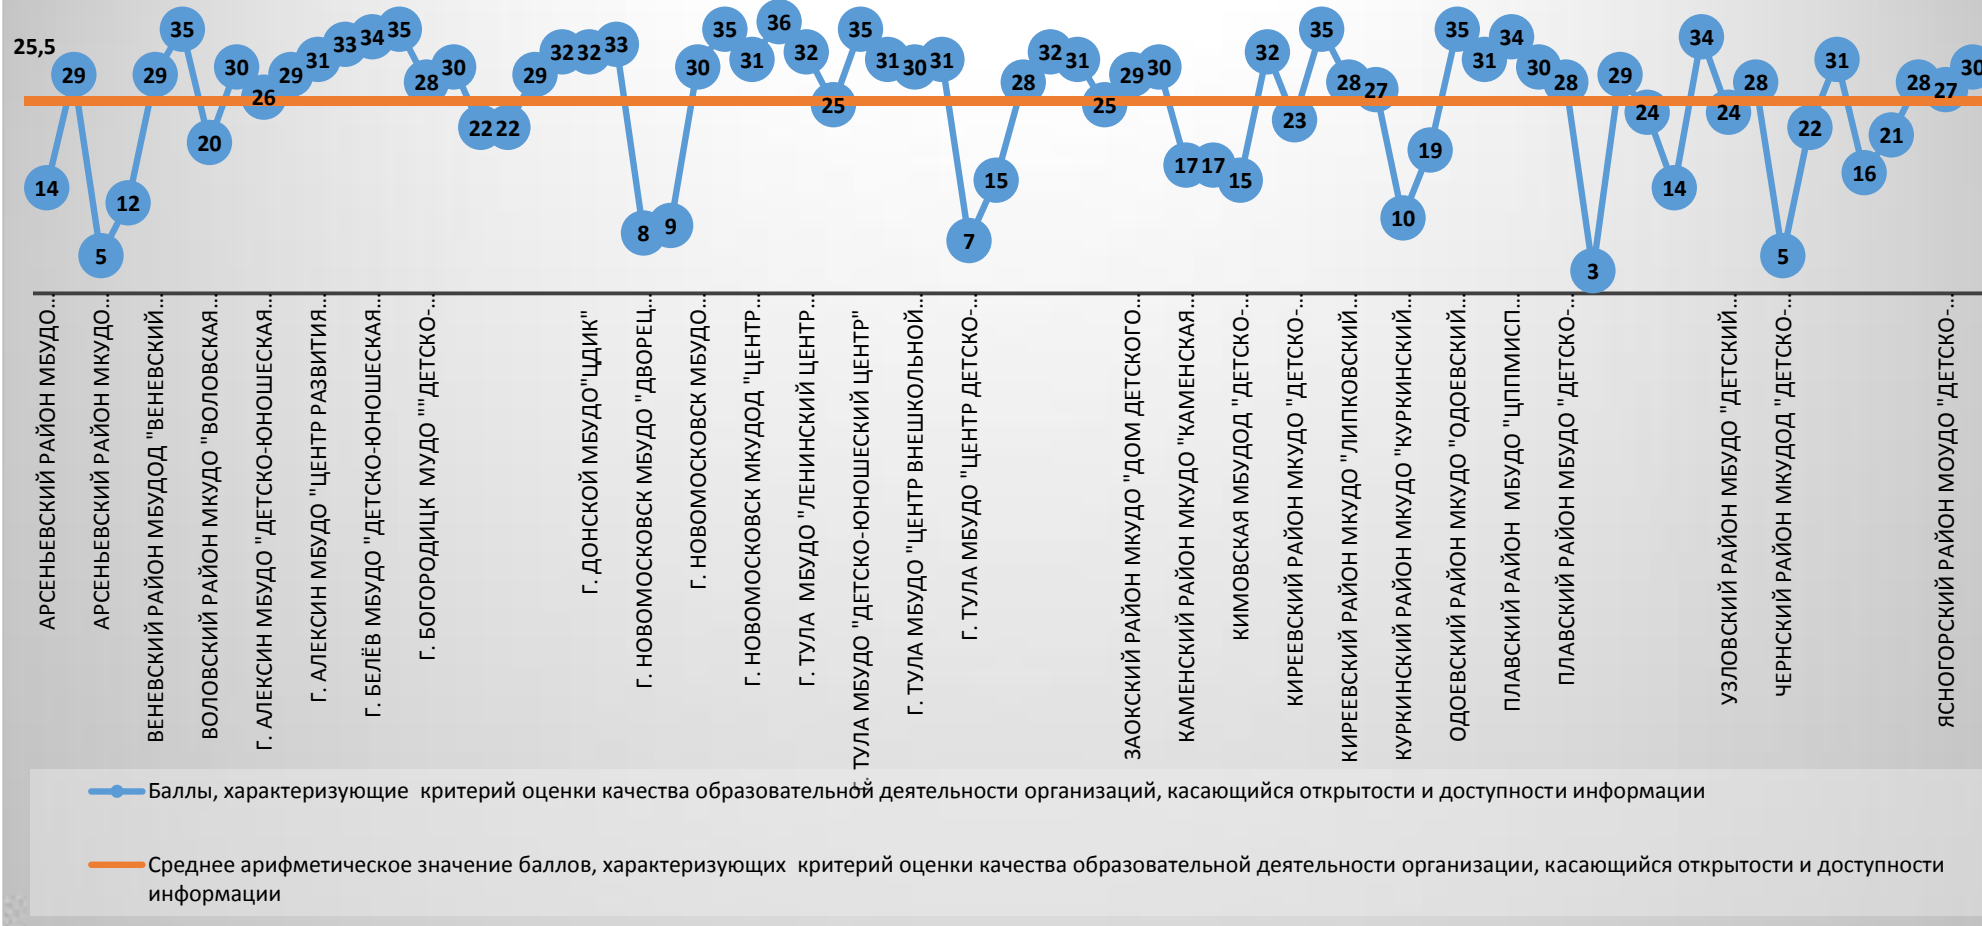 25,5
14 29 5 12 29 35 20 30 26 29 31 33 34 35 28 30 22 22 29 32 32 33 8 9 30 35 31 36 32 25 35 31 30 31 7 15 28 32 31 25 29 30 17 17 15 32 23 35 28 27 10 19 35 31 34 30 28 3 29 24 14 34 24 28 5 22 31 16 21 28 27 30
АРСЕНЬЕВСКИЙ РАЙОН МБУДО...
АРСЕНЬЕВСКИЙ РАЙОН МКУДО...
ВЕНЕВСКИЙ РАЙОН МБУДОД "ВЕНЕВСКИЙ...
ВОЛОВСКИЙ РАЙОН МКУДО "ВОЛОВСКАЯ...
Г. АЛЕКСИН МБУДО "ДЕТСКО-ЮНОШЕСКАЯ...
Г. АЛЕКСИН МБУДО "ЦЕНТР РАЗВИТИЯ...
Г. БЕЛЁВ МБУДО "ДЕТСКО-ЮНОШЕСКАЯ...
Г. БОГОРОДИЦК МУДО ""ДЕТСКО-...
Г. ДОНСКОЙ МБУДО"ЦДИК"
Г. НОВОМОСКОВСК МБУДО "ДВОРЕЦ...
Г. НОВОМОСКОВСК МБУДО...
Г. НОВОМОСКОВСК МКУДОД "ЦЕНТР...
Г. ТУЛА МБУДО "ЛЕНИНСКИЙ ЦЕНТР...
Г. ТУЛА МБУДО "ДЕТСКО-ЮНОШЕСКИЙ ЦЕНТР"
Г. ТУЛА МБУДО "ЦЕНТР ВНЕШКОЛЬНОЙ...
Г. ТУЛА МБУДО "ЦЕНТР ДЕТСКО-...
ЗАОКСКИЙ РАЙОН МКУДО "ДОМ ДЕТСКОГО...
КАМЕНСКИЙ РАЙОН МКУДО "КАМЕНСКАЯ...
КИМОВСКАЯ МБУДОД "ДЕТСКО-...
КИРЕЕВСКИЙ РАЙОН МКУДО "ДЕТСКО-...
КИРЕЕВСКИЙ РАЙОН МКУДО "ЛИПКОВСКИЙ...
КУРКИНСКИЙ РАЙОН МКУДО "КУРКИНСКИЙ...
ОДОЕВСКИЙ РАЙОН МКУДО "ОДОЕВСКИЙ...
ПЛАВСКИЙ РАЙОН МБУДО "ЦППМИСП...
ПЛАВСКИЙ РАЙОН МБУДО "ДЕТСКО-...
УЗЛОВСКИЙ РАЙОН МБУДО "ДЕТСКИЙ...
ЧЕРНСКИЙ РАЙОН МКУДОД "ДЕТСКО-...
ЯСНОГОРСКИЙ РАЙОН МОУДО "ДЕТСКО-...
Баллы, характеризующие критерий оценки качества образовательной деятельности организаций, касающийся открытости и доступности информации
Среднее арифметическое значение баллов, характеризующих критерий оценки качества образовательной деятельности организации, касающийся открытости и доступности
информации